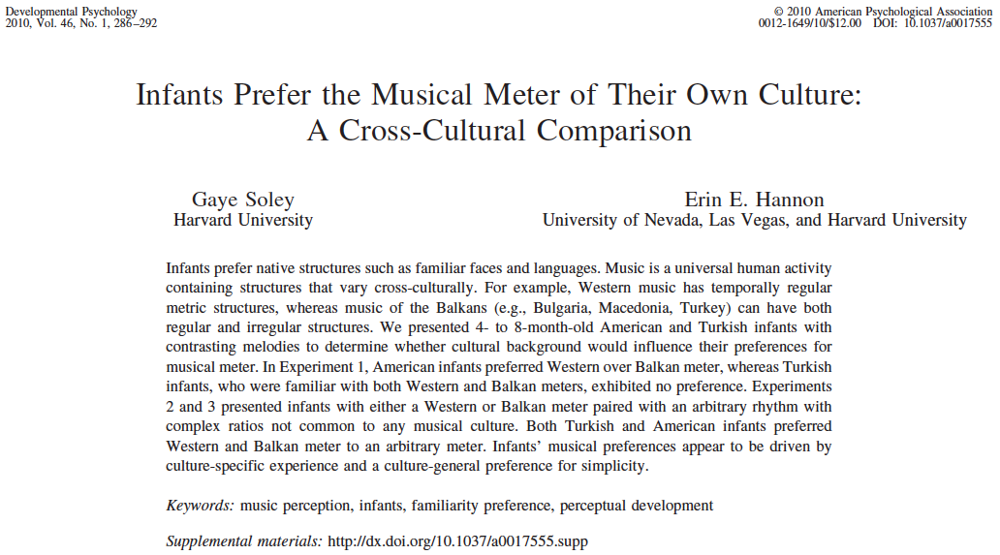 Developmental Psychology
2010, Vol. 46, No. 1, 286–292
© 2010 American Psychological Association
0012-1649/10/$12.00 DOI: 10.1037/a0017555
Infants Prefer the Musical Meter of Their Own Culture:
A Cross-Cultural Comparison
Gaye Soley
Harvard University
Erin E. Hannon
University of Nevada, Las Vegas, and Harvard University
Infants prefer native structures such as familiar faces and languages. Music is a universal human activity
containing structures that vary cross-culturally. For example, Western music has temporally regular
metric structures, whereas music of the Balkans (e.g., Bulgaria, Macedonia, Turkey) can have both
regular and irregular structures. We presented 4- to 8-month-old American and Turkish infants with
contrasting melodies to determine whether cultural background would influence their preferences for
musical meter. In Experiment 1, American infants preferred Western over Balkan meter, whereas Turkish
infants, who were familiar with both Western and Balkan meters, exhibited no preference. Experiments
2 and 3 presented infants with either a Western or Balkan meter paired with an arbitrary rhythm with
complex ratios not common to any musical culture. Both Turkish and American infants preferred
Western and Balkan meter to an arbitrary meter. Infants’ musical preferences appear to be driven by
culture-specific experience and a culture-general preference for simplicity.
Keywords: music perception, infants, familiarity preference, perceptual development
Supplemental materials: http://dx.doi.org/10.1037/a0017555.supp